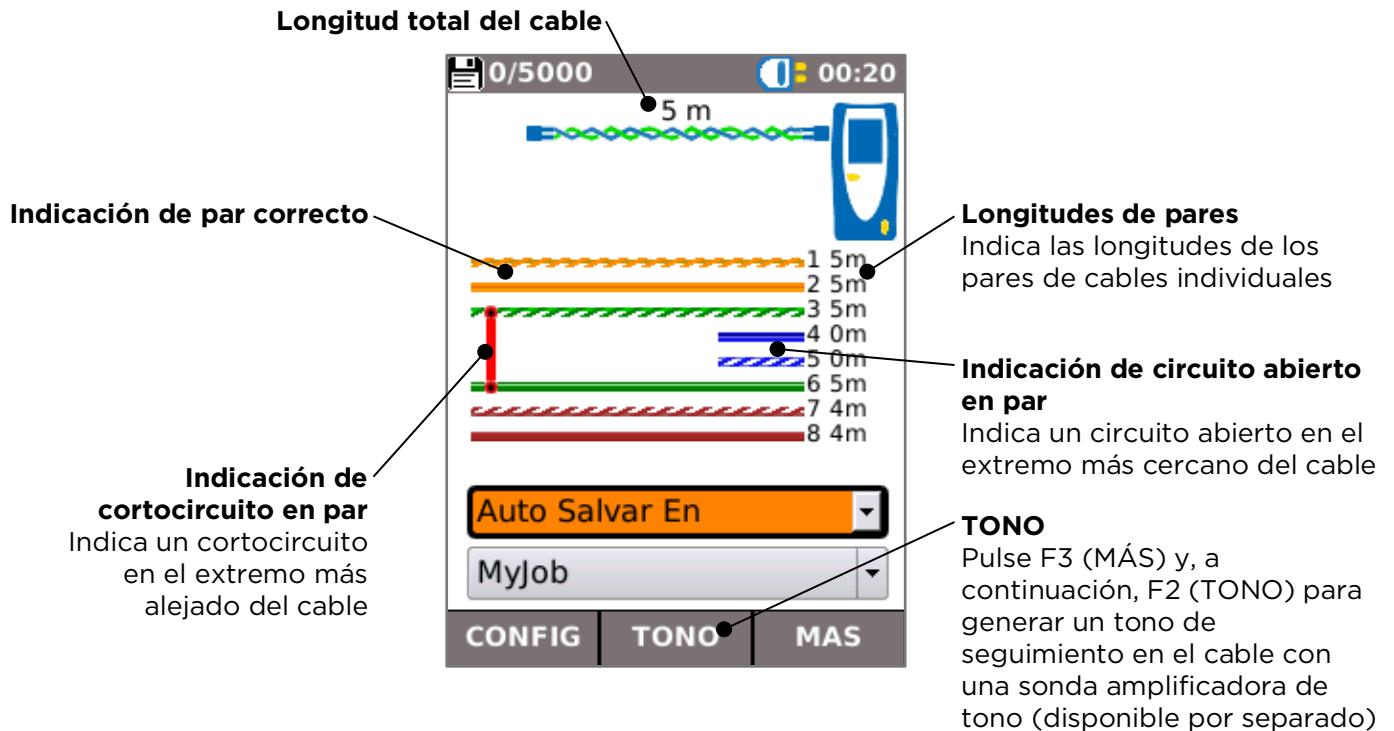 Longitud total del cable
0/5000 00:20
5 m
Indicación de par correcto
1 5m
2 5m
3 5m
4 0m
5 0m
6 5m
7 4m
8 4m
Longitudes de pares
Indica las longitudes de los
pares de cables individuales
Indicación de circuito abierto
en par
Indica un circuito abierto en el
extremo más cercano del cable
Indicación de
cortocircuito en par
Indica un cortocircuito
en el extremo más
alejado del cable
Auto Salvar En
MyJob
CONFIG TONO MAS
TONO
Pulse F3 (MÁS) y, a
continuación, F2 (TONO) para
generar un tono de
seguimiento en el cable con
una sonda amplificadora de
tono (disponible por separado)